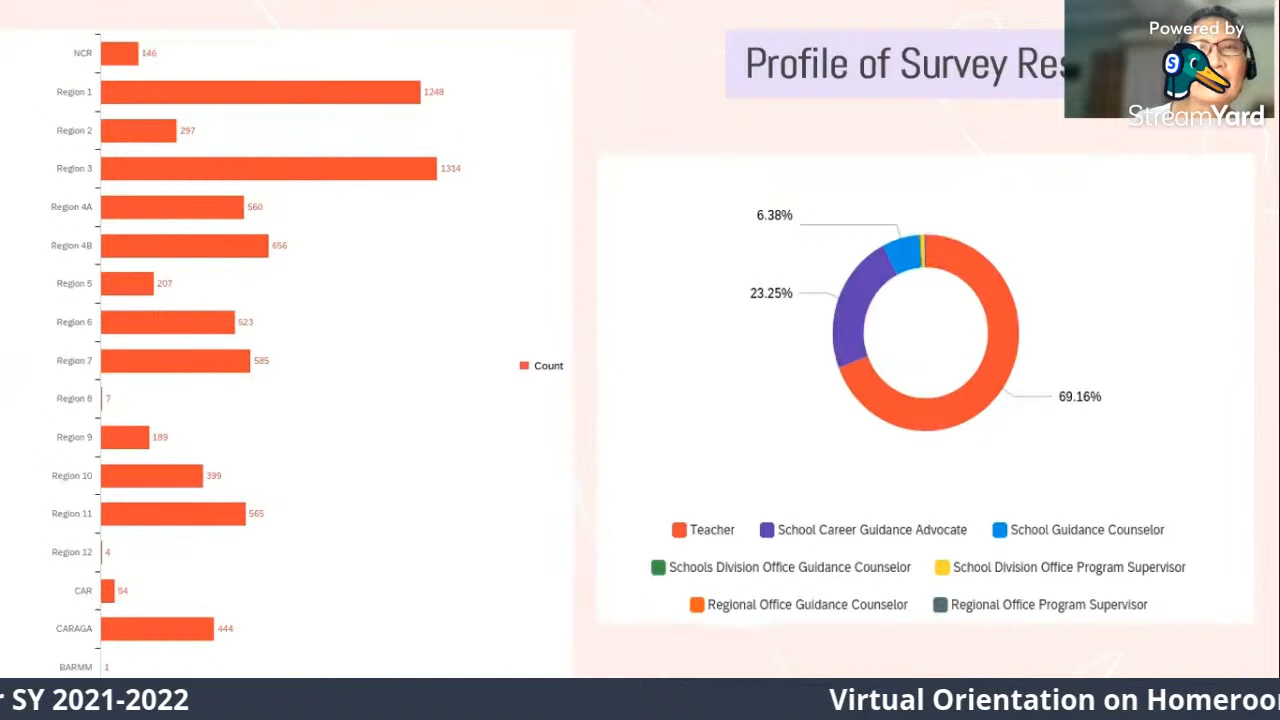 NCR 146
Region 1 1248
Region 2 297
Region 3 1314
Region 4A 560
Region 4B 656
Region 5 207
Region 6 523
Region 7 585
Region 8 7
Region 9 189
Region 10 399
Region 11 565
Region 12 4
CAR 54
CARAGA 444
BARMM 1
Count
Profile of Survey Res
Powered by
S
StreamYard
6.38%
23.25%
69.16%
Teacher School Career Guidance Advocate School Guidance Counselor
Schools Division Office Guidance Counselor School Division Office Program Supervisor
Regional Office Guidance Counselor Regional Office Program Supervisor
r SY 2021-2022 Virtual Orientation on Homeroo